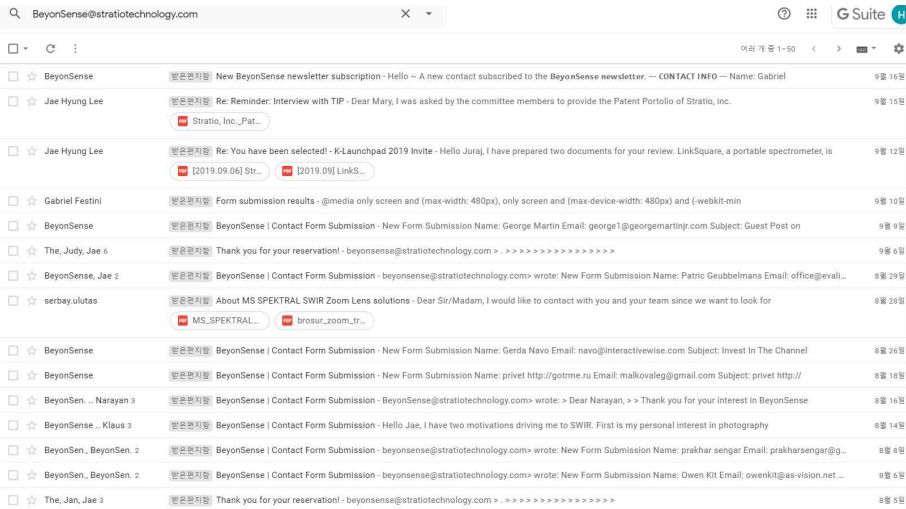 BeyonSense@stratiotechnology.com
G Suite
H
여러 개 중 1-50
BeyonSense 받은편지함 New BeyonSense newsletter subscription - Hello ~ A new contact subscribed to the BeyonSense newsletter. --- CONTACT INFO --- Name: Gabriel 9월 16일
Jae Hyung Lee 받은편지함 Re: Reminder: Interview with TIP - Dear Mary, I was asked by the committee members to provide the Patent Portolio of Stratio, inc. 9월 15일
PDF Stratio, Inc._Pat...
Jae Hyung Lee 받은편지함 Re: You have been selected! - K-Launchpad 2019 Invite - Hello Juraj, I have prepared two documents for your review. LinkSquare, a portable spectrometer, is 9월 12일
PDF [2019.09.06] Str... PDF [2019.09] LinkS...
Gabriel Festini 받은편지함 Form submission results - @media only screen and (max-width: 480px), only screen and (max-device-width: 480px) and (-webkit-min 9월 10일
BeyonSense 받은편지함 BeyonSense | Contact Form Submission - New Form Submission Name: George Martin Email: george1@georgemartinjr.com Subject: Guest Post on 9월 9일
The, Judy, Jae 6 받은편지함 Thank you for your reservation! - beyonsense@stratiotechnology.com > . > > > > > > > > > > > > > > > > > 9월 6일
BeyonSense, Jae 2 받은편지함 BeyonSense | Contact Form Submission - beyonsense@stratiotechnology.com> wrote: New Form Submission Name: Patric Geubbelmans Email: office@evali... 8월 29일
serbay.ulutas 받은편지함 About MS SPEKTRAL SWIR Zoom Lens solutions - Dear Sir/Madam, I would like to contact with you and your team since we want to look for 8월 28일
PDF MS_SPEKTRAL... PDF brosur_zoom_tr...
BeyonSense 받은편지함 BeyonSense | Contact Form Submission - New Form Submission Name: Gerda Navo Email: navo@interactivewise.com Subject: Invest In The Channel 8월 26일
BeyonSense 받은편지함 BeyonSense | Contact Form Submission - New Form Submission Name: privet http://gotrme.ru Email: malkovaleg@gmail.com Subject: privet http:// 8월 18일
BeyonSen. .. Narayan 3 받은편지함 BeyonSense | Contact Form Submission - BeyonSense@stratiotechnology.com> wrote: > Dear Narayan, > > Thank you for your interest in BeyonSense 8월 16일
BeyonSense .. Klaus 3 받은편지함 BeyonSense | Contact Form Submission - Hello Jae, I have two motivations driving me to SWIR. First is my personal interest in photography 8월 14일
BeyonSen., BeyonSen. 2 받은편지함 BeyonSense | Contact Form Submission - beyonsense@stratiotechnology.com> wrote: New Form Submission Name: prakhar sengar Email: prakharsengar@g... 8월 8일
BeyonSen., BeyonSen. 2 받은편지함 BeyonSense | Contact Form Submission - beyonsense@stratiotechnology.com> wrote: New Form Submission Name: Owen Kit Email: owenkit@as-vision.net ... 8월 6일
The, Jan, Jae 3 받은편지함 Thank you for your reservation! - beyonsense@stratiotechnology.com > . > > > > > > > > > > > > > > > > > 8월 5일